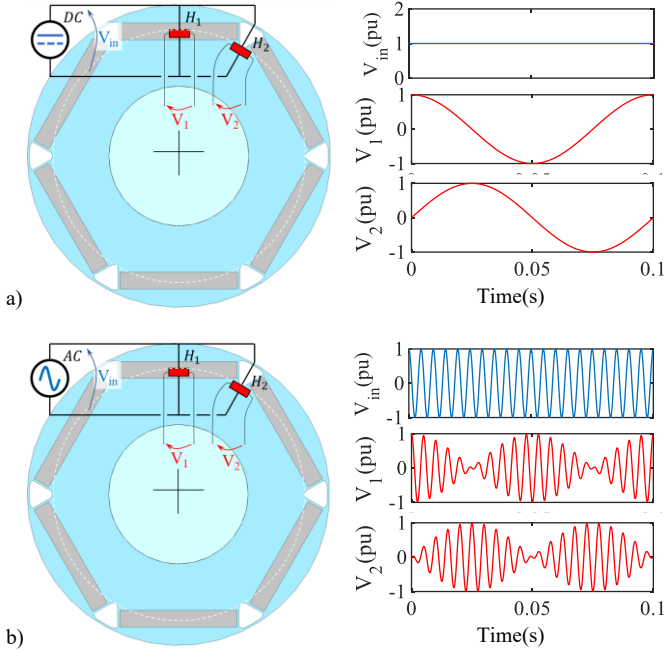 DC
V_in
H_1
H_2
V_1
V_2
a)
V_in(pu)
2
1
0
V_1(pu)
1
0
-1
V_2(pu)
1
0
-1
0 0.05 0.1
Time(s)
AC
V_in
H_1
H_2
V_1
V_2
b)
V_in(pu)
1
0
-1
V_1(pu)
1
0
-1
V_2(pu)
1
0
-1
0 0.05 0.1
Time(s)